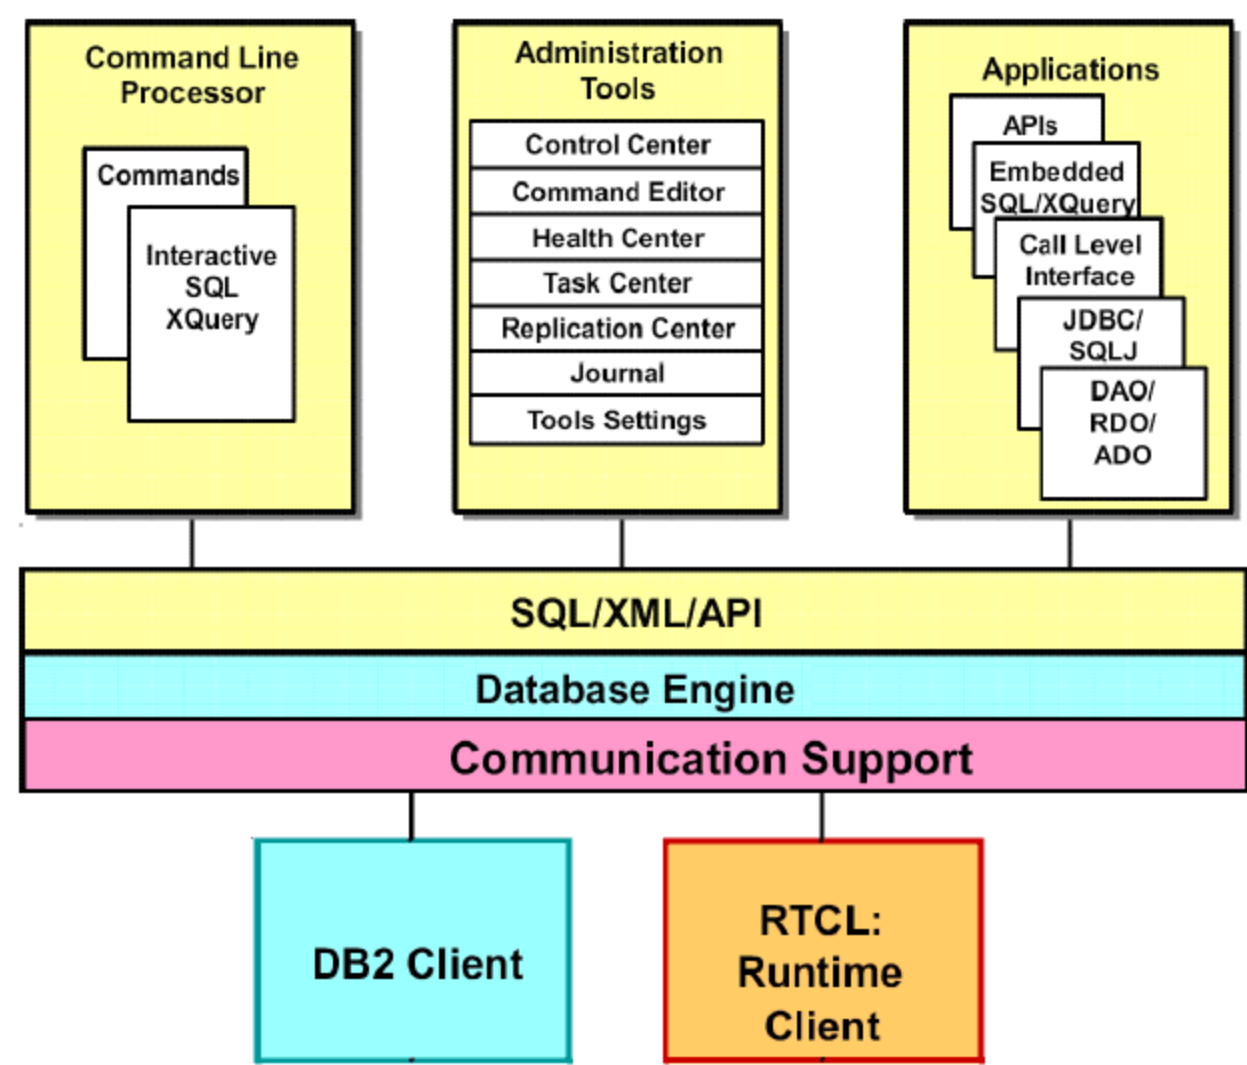 Command Line
Processor
Commands
Interactive
SQL
XQuery
Administration
Tools
Control Center
Command Editor
Health Center
Task Center
Replication Center
Journal
Tools Settings
Applications
APIs
Embedded
SQL/XQuery
Call Level
Interface
JDBC/
SQLJ
DAO/
RDO/
ADO
SQL/XML/API
Database Engine
Communication Support
DB2 Client
RTCL:
Runtime
Client